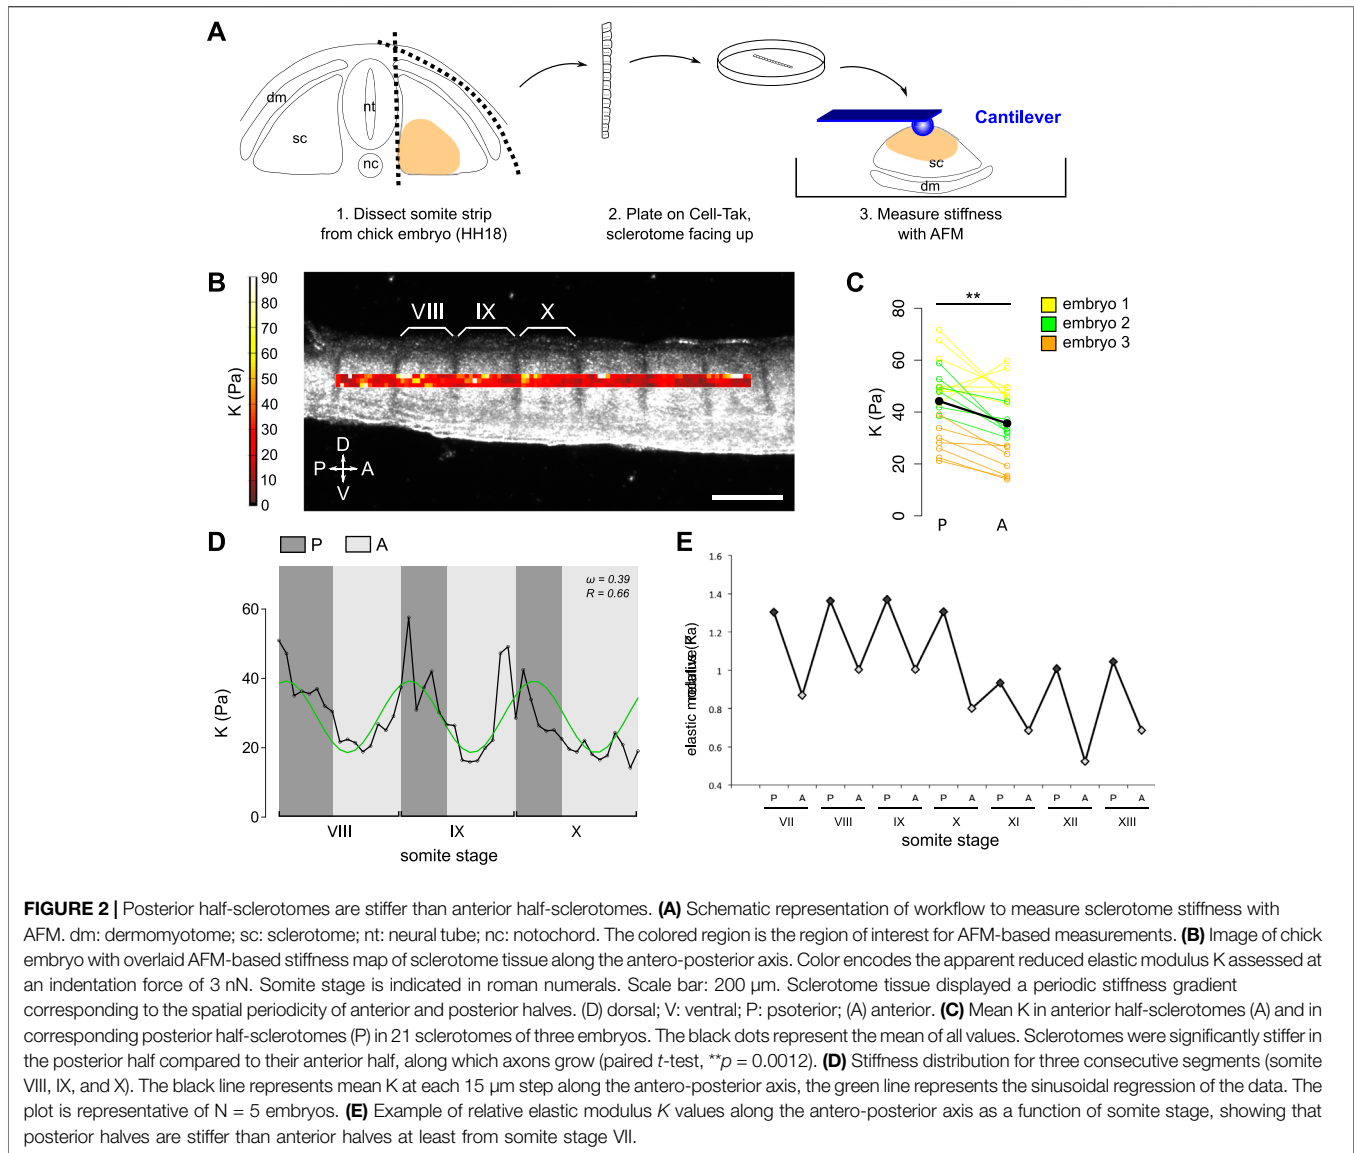 A
dm
sc
nt
nc
Cantilever
sc
dm
1. Dissect somite strip
from chick embryo (HH18)
2. Plate on Cell-Tak,
sclerotome facing up
3. Measure stiffness
with AFM
B
90
80
70
60
50
40
30
20
10
0
K (Pa)
VIII IX X
D
P A
V
C
**
80
60
40
20
0
K (Pa)
P A
embryo 1
embryo 2
embryo 3
D
P A
ω = 0.39
R = 0.66
60
40
20
0
K (Pa)
VIII IX X
somite stage
E
1.6
1.4
1.2
1
0.8
0.6
0.4
P A P A P A P A P A P A P A
VII VIII IX X XI XII XIII
somite stage
FIGURE 2 | Posterior half-sclerotomes are stiffer than anterior half-sclerotomes. (A) Schematic representation of workflow to measure sclerotome stiffness with
AFM. dm: dermomyotome; sc: sclerotome; nt: neural tube; nc: notochord. The colored region is the region of interest for AFM-based measurements. (B) Image of chick
embryo with overlaid AFM-based stiffness map of sclerotome tissue along the antero-posterior axis. Color encodes the apparent reduced elastic modulus K assessed at
an indentation force of 3 nN. Somite stage is indicated in roman numerals. Scale bar: 200 μm. Sclerotome tissue displayed a periodic stiffness gradient
corresponding to the spatial periodicity of anterior and posterior halves. (D) dorsal; V: ventral; P: psoterior; (A) anterior. (C) Mean K in anterior half-sclerotomes (A) and in
corresponding posterior half-sclerotomes (P) in 21 sclerotomes of three embryos. The black dots represent the mean of all values. Sclerotomes were significantly stiffer in
the posterior half compared to their anterior half, along which axons grow (paired t-test, **p = 0.0012). (D) Stiffness distribution for three consecutive segments (somite
VIII, IX, and X). The black line represents mean K at each 15 μm step along the antero-posterior axis, the green line represents the sinusoidal regression of the data. The
plot is representative of N = 5 embryos. (E) Example of relative elastic modulus K values along the antero-posterior axis as a function of somite stage, showing that
posterior halves are stiffer than anterior halves at least from somite stage VII.